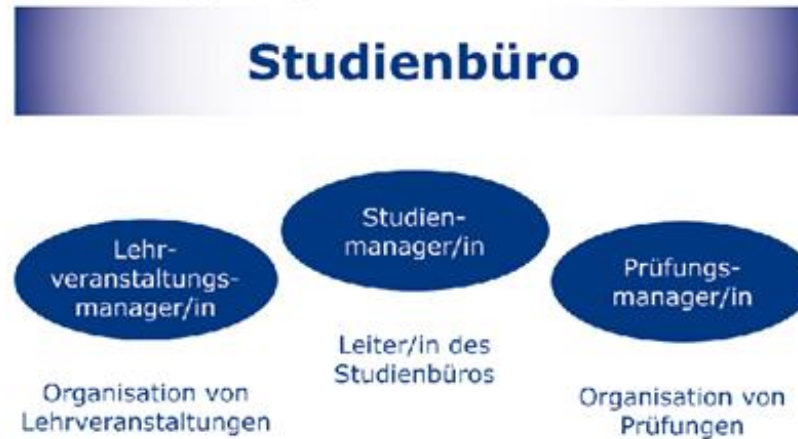 Studienbüro
Lehr-
veranstaltungs-
manager/in
Organisation von
Lehrveranstaltungen
Studien-
manager/in
Leiter/in des
Studienbüros
Prüfungs-
manager/in
Organisation von
Prüfungen